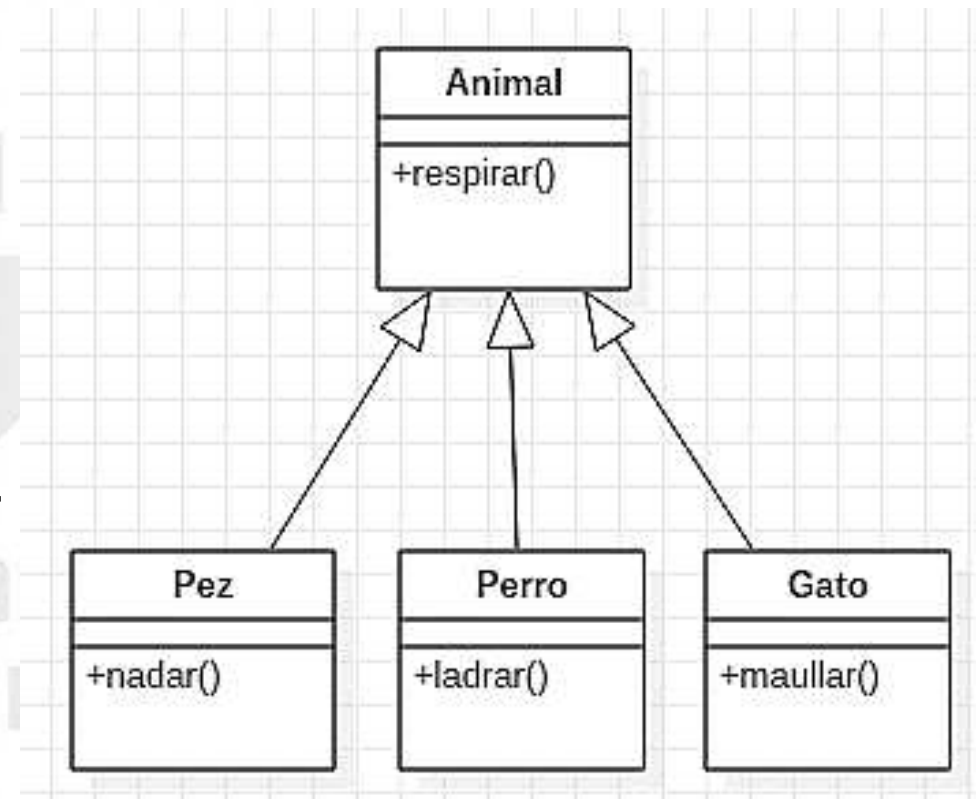 Animal
+respirar()
Pez
+nadar()
Perro
+ladrar()
Gato
+maullar()